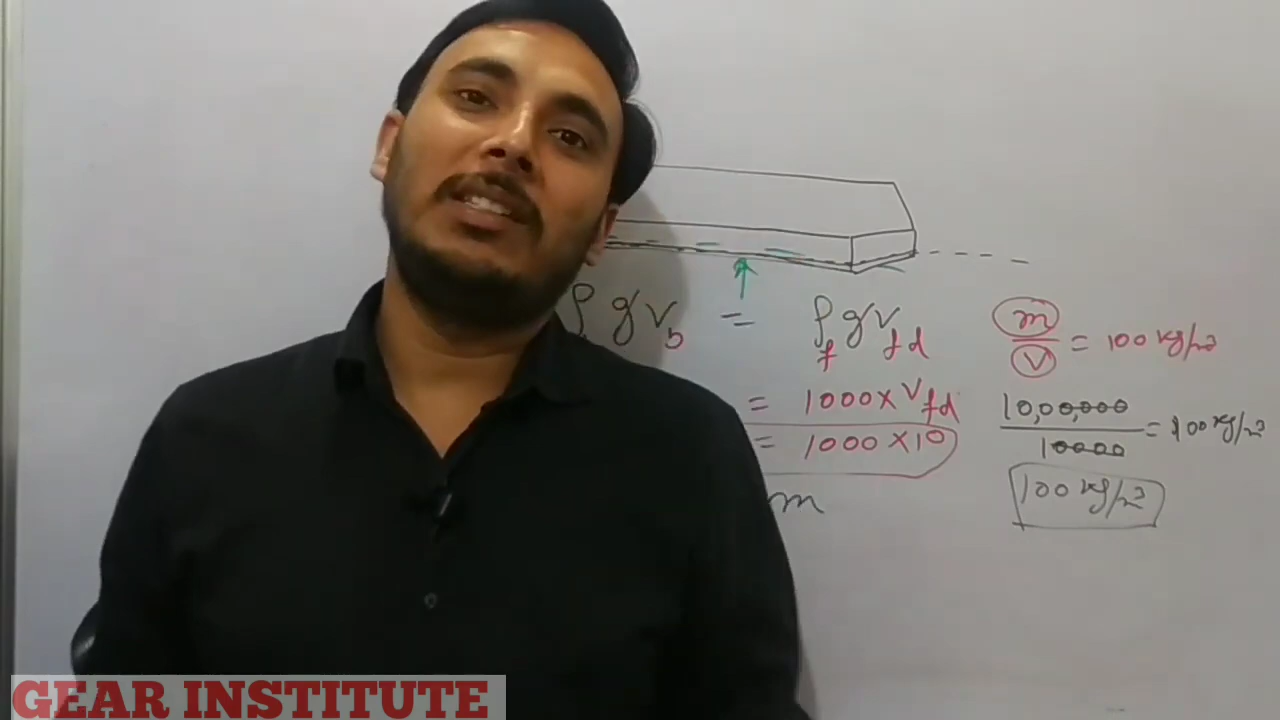 ρ g v_b = ρ_f g v_fd
= 1000 x V_fd
= 1000 x 10
m
m/v = 100 kg/m³
10,00,000/10000 = 100 kg/m³
100 kg/m³
GEAR INSTITUTE